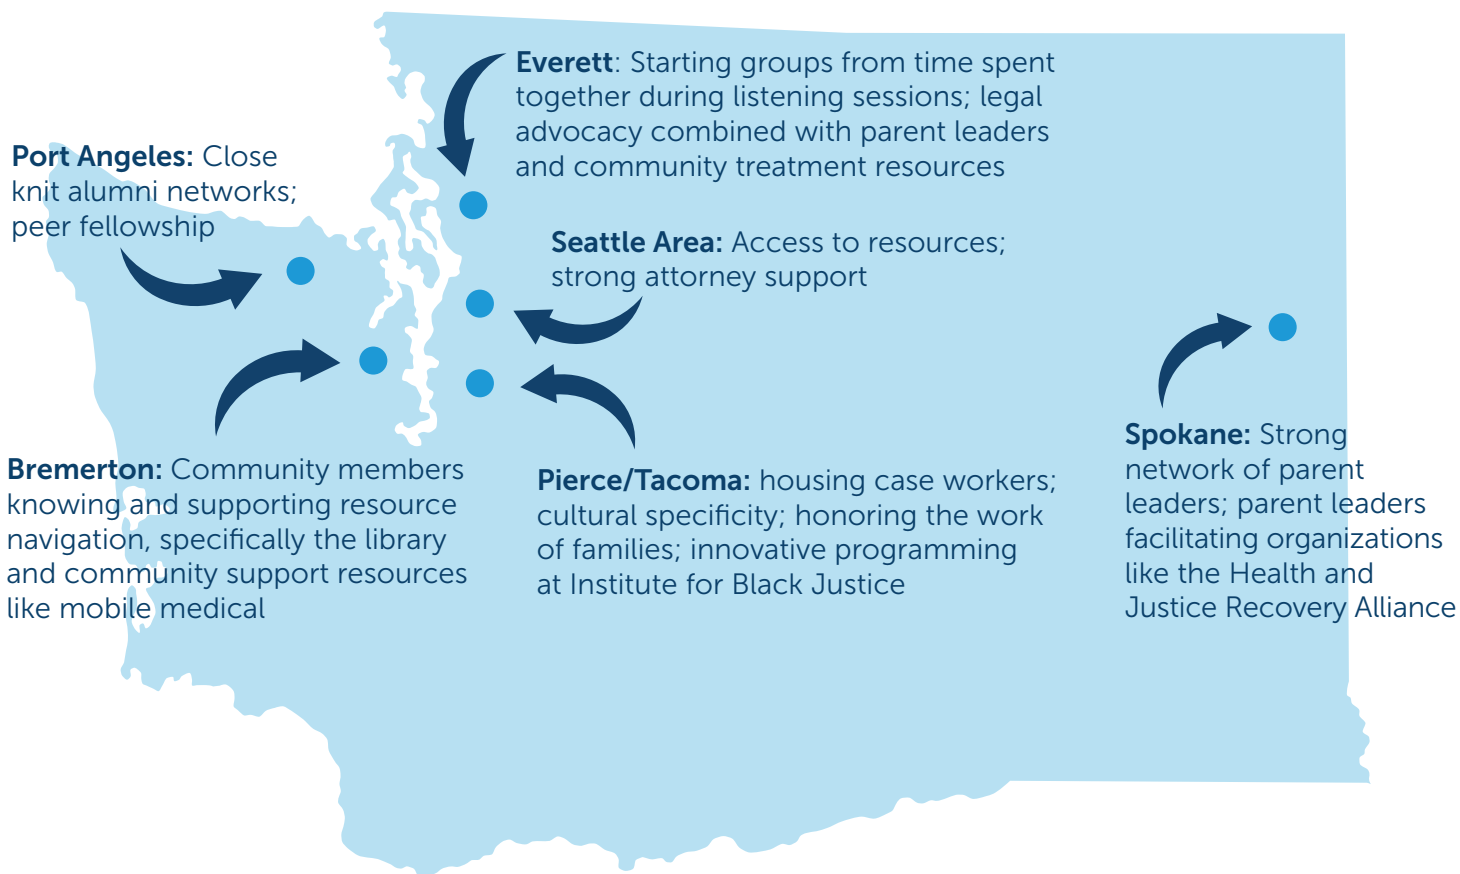 Everett: Starting groups from time spent
together during listening sessions; legal
advocacy combined with parent leaders
and community treatment resources
Port Angeles: Close
knit alumni networks;
peer fellowship
Seattle Area: Access to resources;
strong attorney support
Bremerton: Community members
knowing and supporting resource
navigation, specifically the library
and community support resources
like mobile medical
Pierce/Tacoma: housing case workers;
cultural specificity; honoring the work
of families; innovative programming
at Institute for Black Justice
Spokane: Strong
network of parent
leaders; parent leaders
facilitating organizations
like the Health and
Justice Recovery Alliance